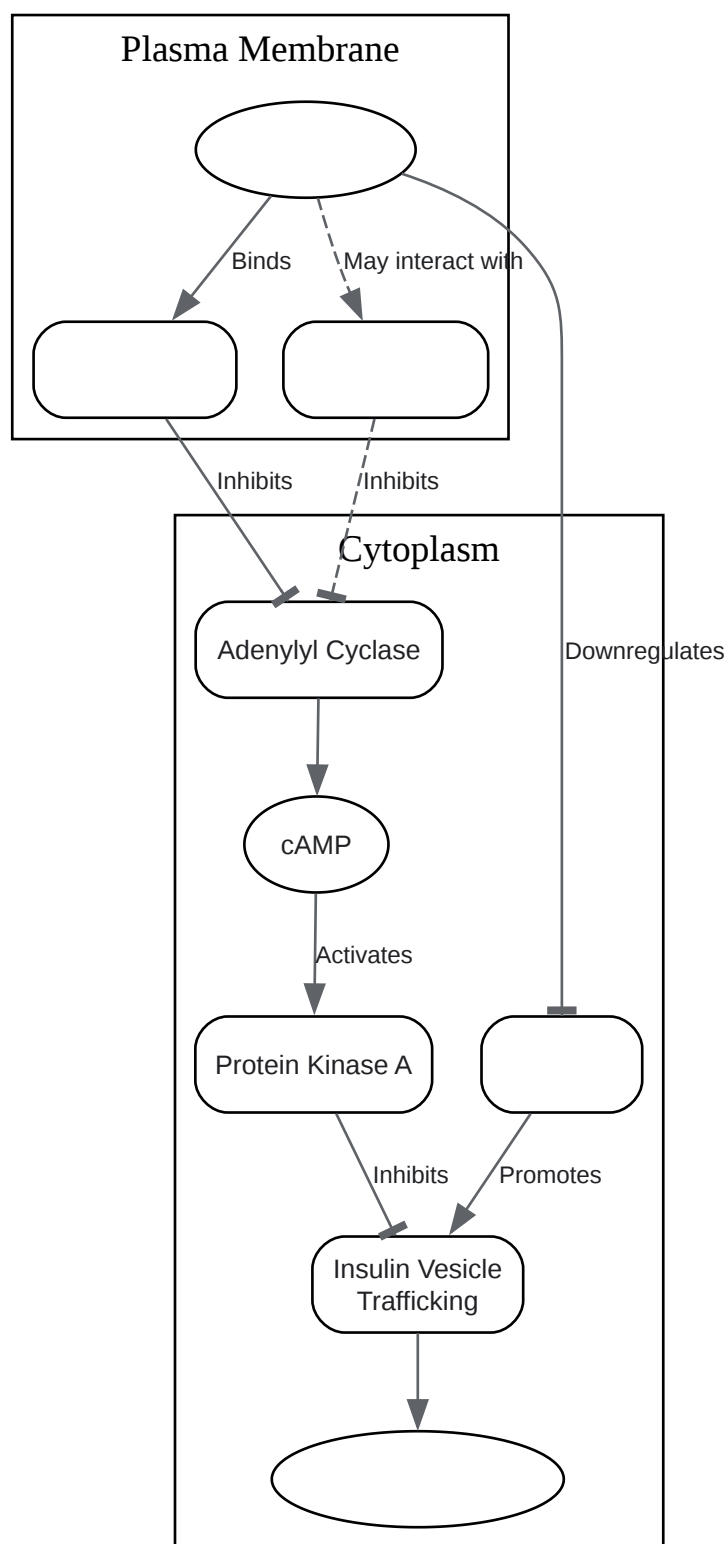 Plasma Membrane
Binds
May interact with
Inhibits
Inhibits
Cytoplasm
Adenylyl Cyclase
Downregulates
cAMP
Activates
Protein Kinase A
Inhibits
Promotes
Insulin Vesicle
Trafficking